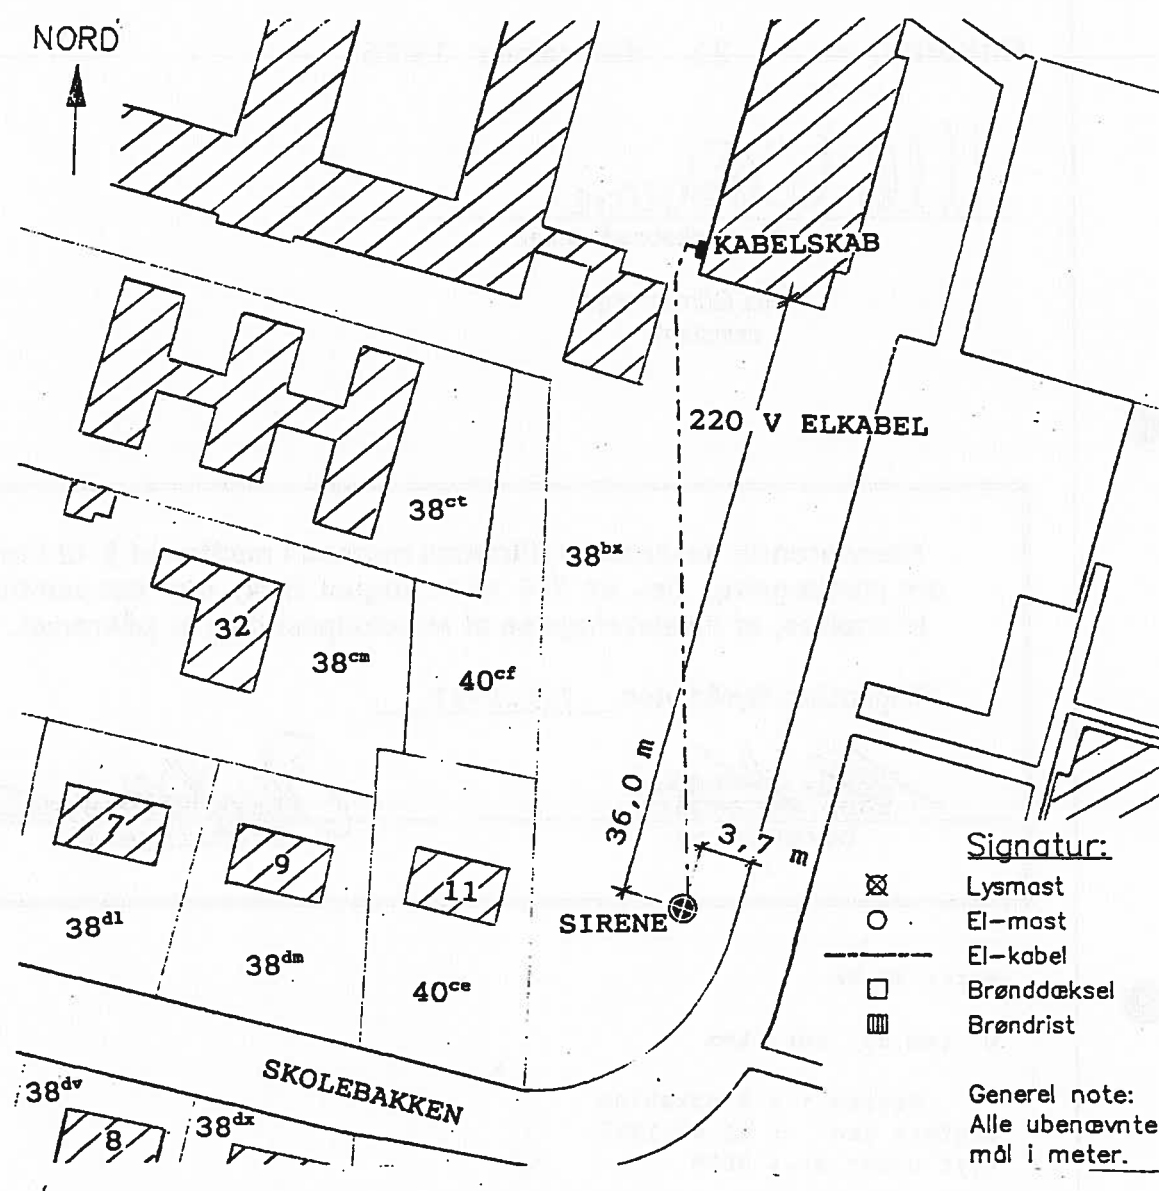 NORD
KABELSKAB
220 V ELKABEL
38ct
38bx
32
38cm
40cf
36,0 m
3,7 m
7
9
11
SIRENE
38dl
38dm
40ce
SKOLEBAKKEN
38dv
8
38dx
Signatur:
Lysmast
El-mast
El-kabel
Brønddæksel
Brøndrist
Generel note:
Alle ubenævnte
mål i meter.